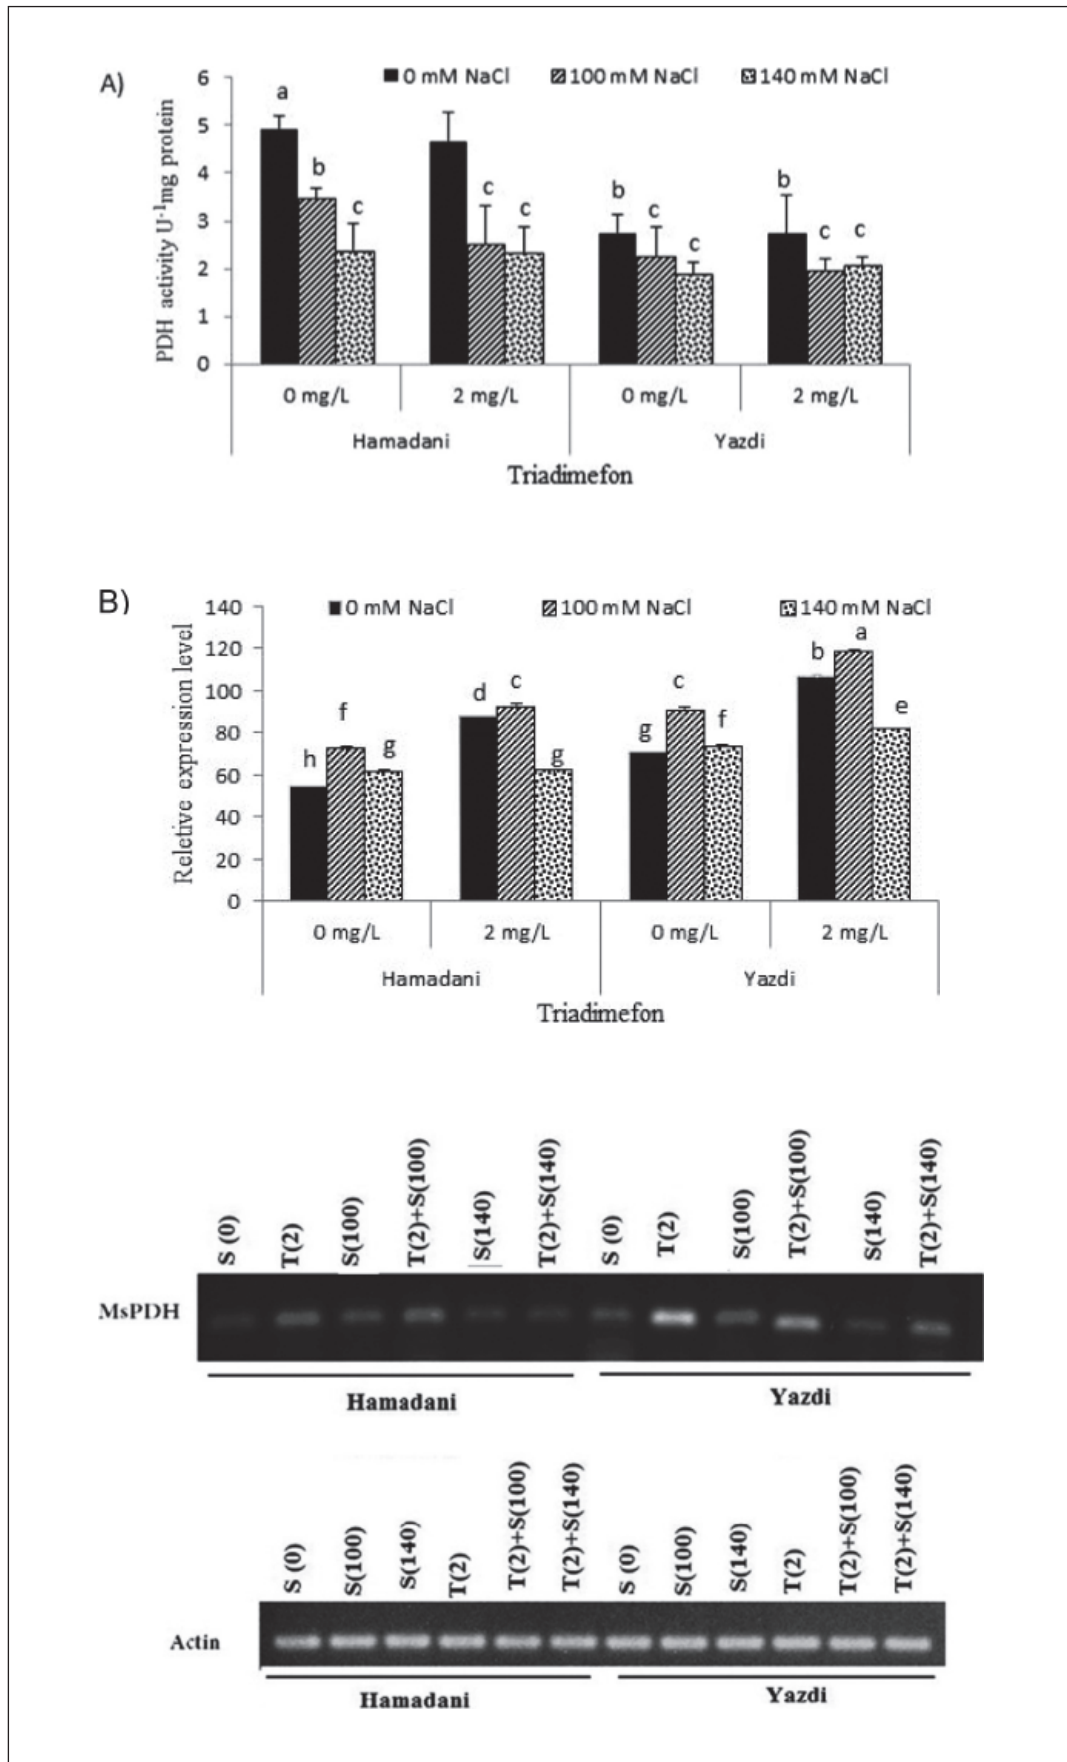 A)
0 mM NaCl 100 mM NaCl 140 mM NaCl
PDH activity U-1mg protein
6
5
4
3
2
1
0
a b c c c b c c b c c
0 mg/L 2 mg/L 0 mg/L 2 mg/L
Hamadani Yazdi
Triadimefon
B)
0 mM NaCl 100 mM NaCl 140 mM NaCl
Reletive expression level
140
120
100
80
60
40
20
0
h f g d c g g c f b a e
0 mg/L 2 mg/L 0 mg/L 2 mg/L
Hamadani Yazdi
Triadimefon
S (0) T(2) S(100) T(2)+S(100) S(140) T(2)+S(140) S (0) T(2) S(100) T(2)+S(100) S(140) T(2)+S(140)
MsPDH
Hamadani Yazdi
S (0) S(100) S(140) T(2) T(2)+S(100) T(2)+S(140) S (0) S(100) S(140) T(2) T(2)+S(100) T(2)+S(140)
Actin
Hamadani Yazdi